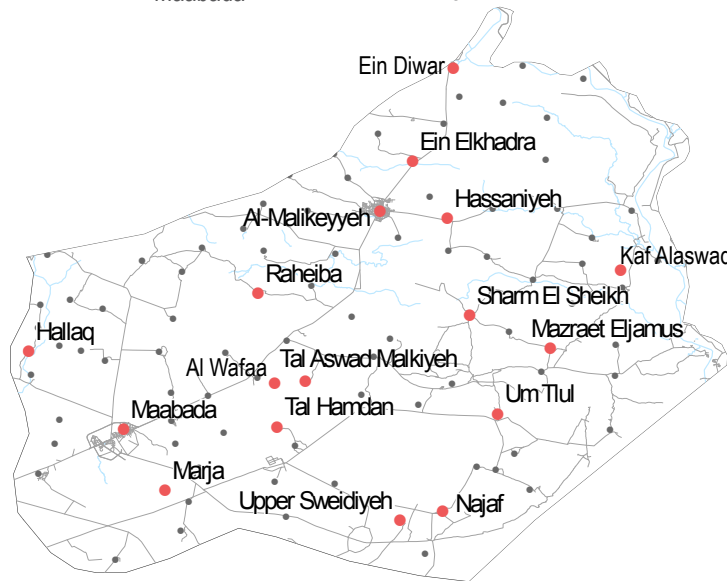 Ein Diwar
Ein Elkhadra
Hassaniyeh
Al-Malikeyyeh
Kaf Alaswad
Raheiba
Sharm El Sheikh
Mazraet Eljamus
Hallaq
Tal Aswad Malkiyeh
Al Wafaa
Um Tlul
Tal Hamdan
Maabada
Marja
Upper Sweidiyeh
Najaf